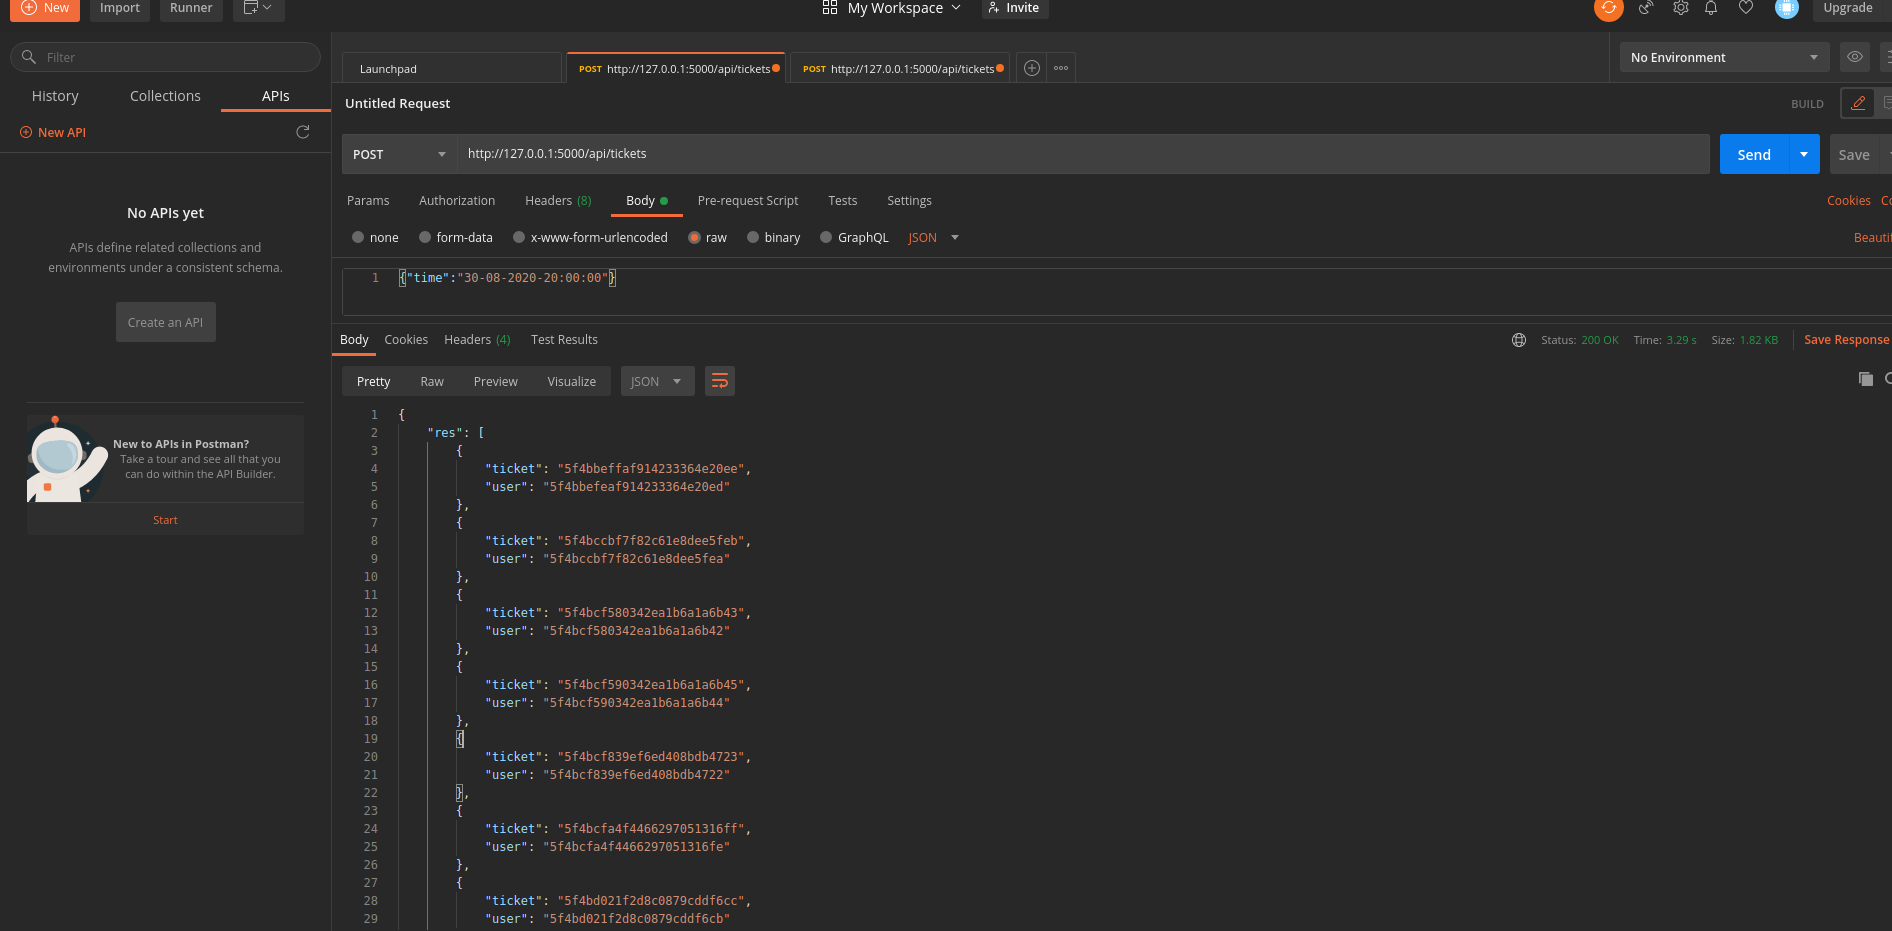 New Import Runner My Workspace Invite Upgrade
Filter
Launchpad POST http://127.0.0.1:5000/api/tickets POST http://127.0.0.1:5000/api/tickets No Environment
History Collections APIs
New API
Untitled Request BUILD
POST http://127.0.0.1:5000/api/tickets Send Save
Params Authorization Headers (8) Body Pre-request Script Tests Settings Cookies
none form-data x-www-form-urlencoded raw binary GraphQL JSON
1 {"time":"30-08-2020-20:00:00"}
No APIs yet
APIs define related collections and
environments under a consistent schema.
Create an API
New to APIs in Postman?
Take a tour and see all that you
can do within the API Builder.
Start
Body Cookies Headers (4) Test Results Status: 200 OK Time: 3.29 s Size: 1.82 KB Save Response
Pretty Raw Preview Visualize JSON
1 {
2 "res": [
3 {
4 "ticket": "5f4bbeffaf914233364e20ee",
5 "user": "5f4bbefeaf914233364e20ed"
6 },
7 {
8 "ticket": "5f4bccbf7f82c61e8dee5feb",
9 "user": "5f4bccbf7f82c61e8dee5fea"
10 },
11 {
12 "ticket": "5f4bcf580342ea1b6a1a6b43",
13 "user": "5f4bcf580342ea1b6a1a6b42"
14 },
15 {
16 "ticket": "5f4bcf590342ea1b6a1a6b45",
17 "user": "5f4bcf590342ea1b6a1a6b44"
18 },
19 {
20 "ticket": "5f4bcf839ef6ed408bdb4723",
21 "user": "5f4bcf839ef6ed408bdb4722"
22 },
23 {
24 "ticket": "5f4bcfa4f4466297051316ff",
25 "user": "5f4bcfa4f4466297051316fe"
26 },
27 {
28 "ticket": "5f4bd021f2d8c0879cddf6cc",
29 "user": "5f4bd021f2d8c0879cddf6cb"